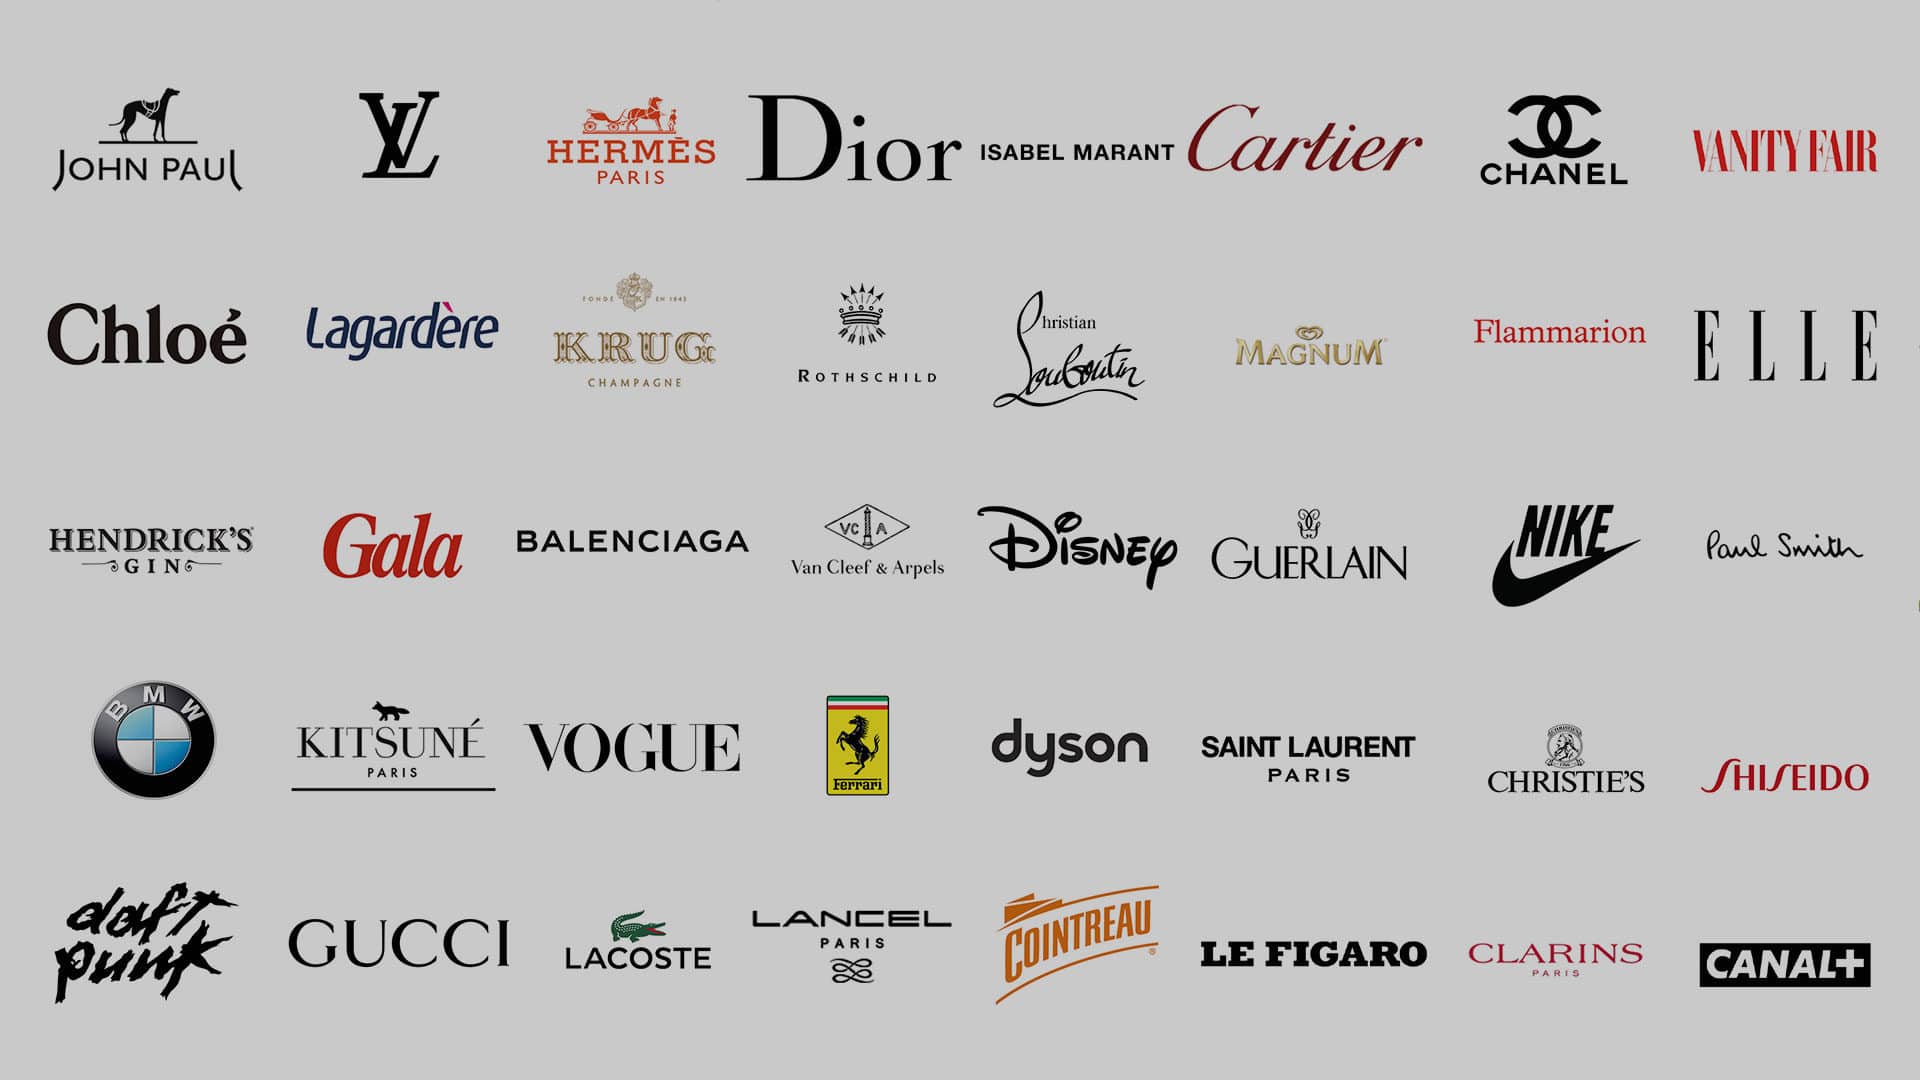 JOHN PAUL
LV
HERMÈS
PARIS
Dior
ISABEL MARANT
Cartier
CHANEL
VANITY FAIR
Chloé
Lagardère
FONDÉ EN 1843
KRUG
CHAMPAGNE
ROTHSCHILD
Christian
Louboutin
MAGNUM
Flammarion
ELLE
HENDRICK'S
GIN
Gala
BALENCIAGA
VC A
Van Cleef & Arpels
DISNEY
GUERLAIN
NIKE
Paul Smith
BMW
KITSUNÉ
PARIS
VOGUE
Ferrari
dyson
SAINT LAURENT
PARIS
CHRISTIE'S
SHISEIDO
daft
punk
GUCCI
LACOSTE
LANCEL
PARIS
COINTREAU
LE FIGARO
CLARINS
PARIS
CANAL+